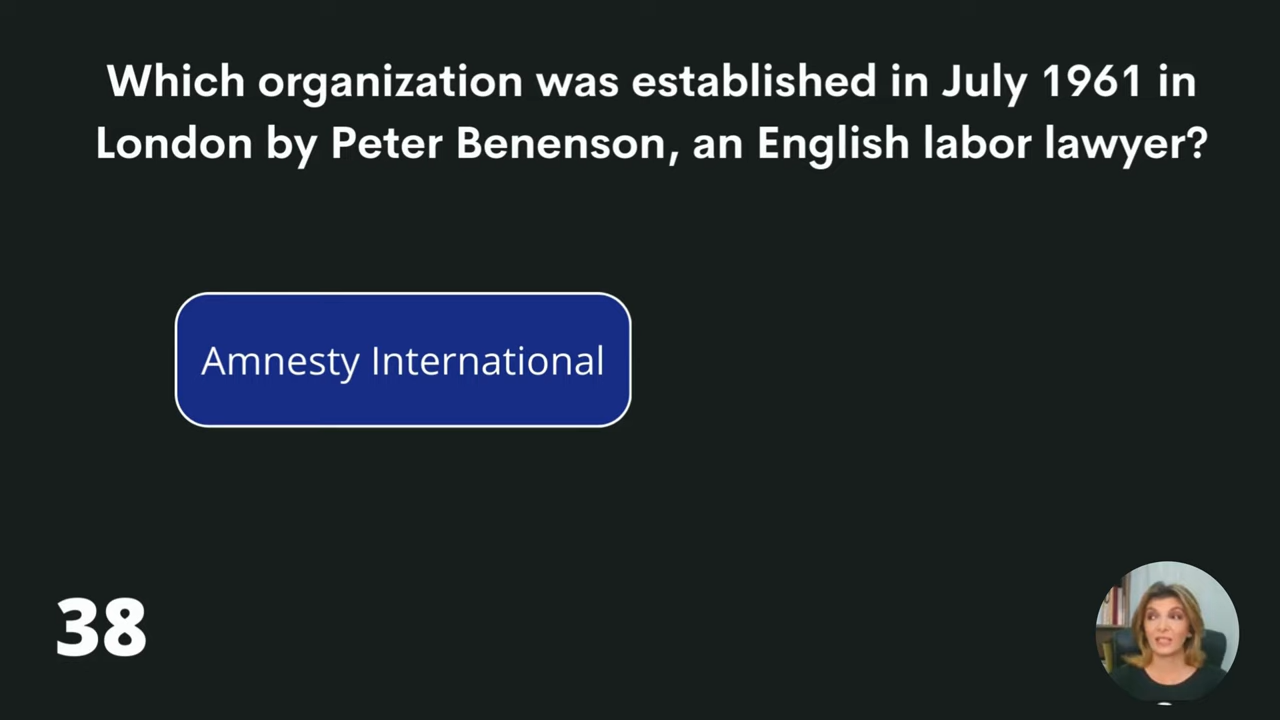 Which organization was established in July 1961 in
London by Peter Benenson, an English labor lawyer?
Amnesty International
38